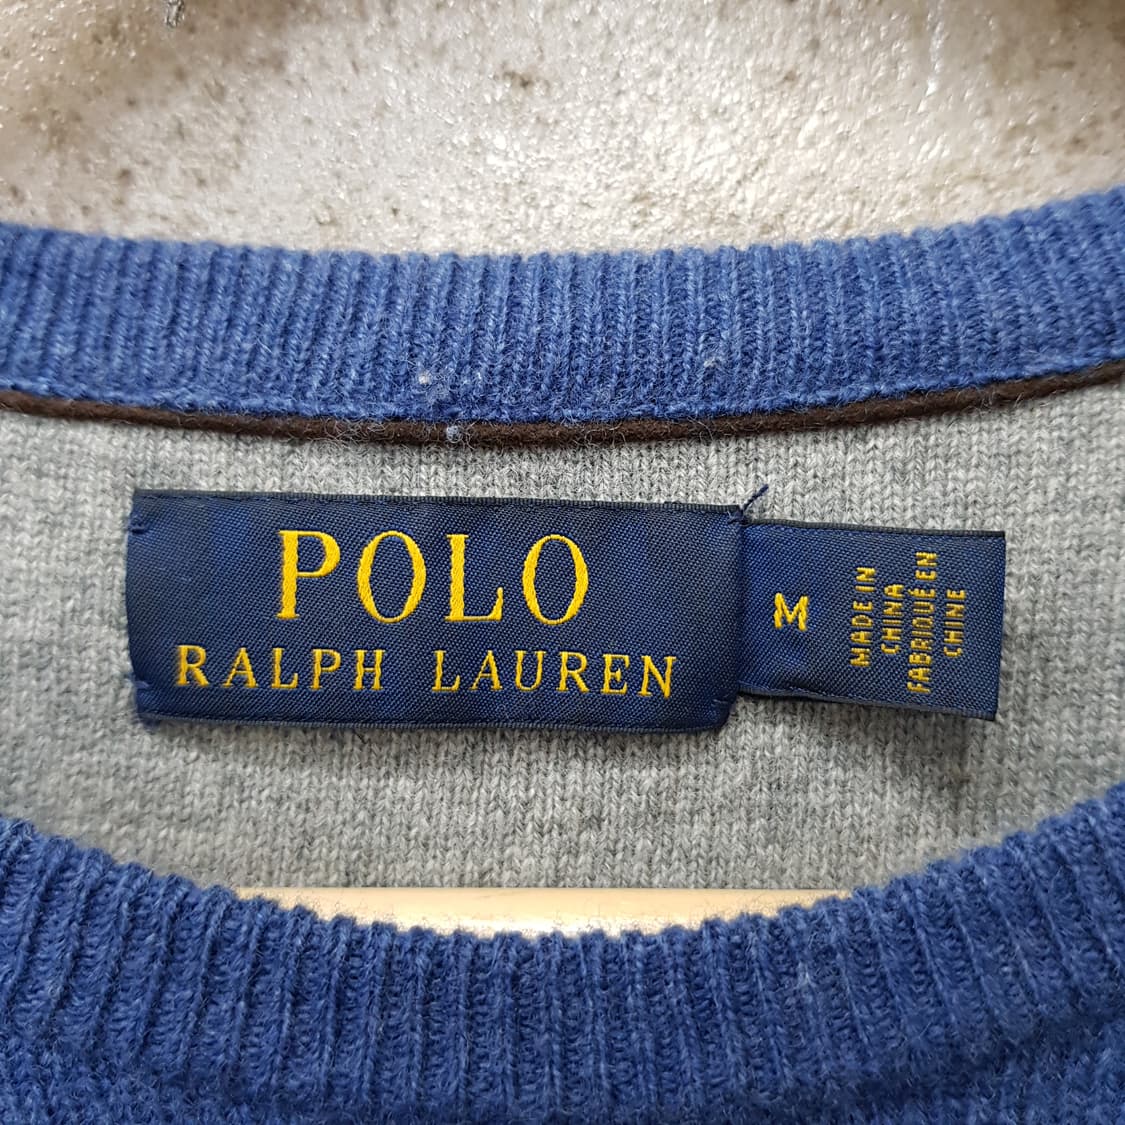 POLO
RALPH LAUREN
M
MADE IN
CHINA
FABRIQUÉ EN
CHINE